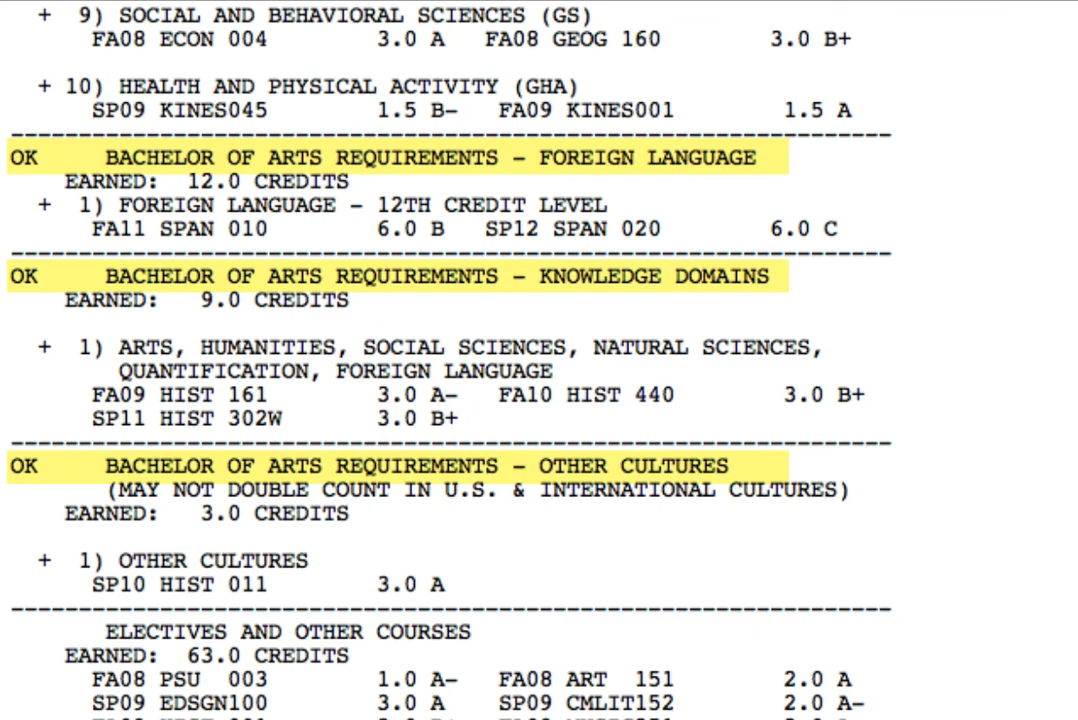 + 9) SOCIAL AND BEHAVIORAL SCIENCES (GS)
FA08 ECON 004 3.0 A FA08 GEOG 160 3.0 B+
+ 10) HEALTH AND PHYSICAL ACTIVITY (GHA)
SP09 KINES045 1.5 B- FA09 KINES001 1.5 A
-----------------------------------------------------------------
OK BACHELOR OF ARTS REQUIREMENTS - FOREIGN LANGUAGE
EARNED: 12.0 CREDITS
+ 1) FOREIGN LANGUAGE - 12TH CREDIT LEVEL
FA11 SPAN 010 6.0 B SP12 SPAN 020 6.0 C
-----------------------------------------------------------------
OK BACHELOR OF ARTS REQUIREMENTS - KNOWLEDGE DOMAINS
EARNED: 9.0 CREDITS
+ 1) ARTS, HUMANITIES, SOCIAL SCIENCES, NATURAL SCIENCES,
QUANTIFICATION, FOREIGN LANGUAGE
FA09 HIST 161 3.0 A- FA10 HIST 440 3.0 B+
SP11 HIST 302W 3.0 B+
-----------------------------------------------------------------
OK BACHELOR OF ARTS REQUIREMENTS - OTHER CULTURES
(MAY NOT DOUBLE COUNT IN U.S. & INTERNATIONAL CULTURES)
EARNED: 3.0 CREDITS
+ 1) OTHER CULTURES
SP10 HIST 011 3.0 A
-----------------------------------------------------------------
ELECTIVES AND OTHER COURSES
EARNED: 63.0 CREDITS
FA08 PSU 003 1.0 A- FA08 ART 151 2.0 A
SP09 EDSGN100 3.0 A SP09 CMLIT152 2.0 A-